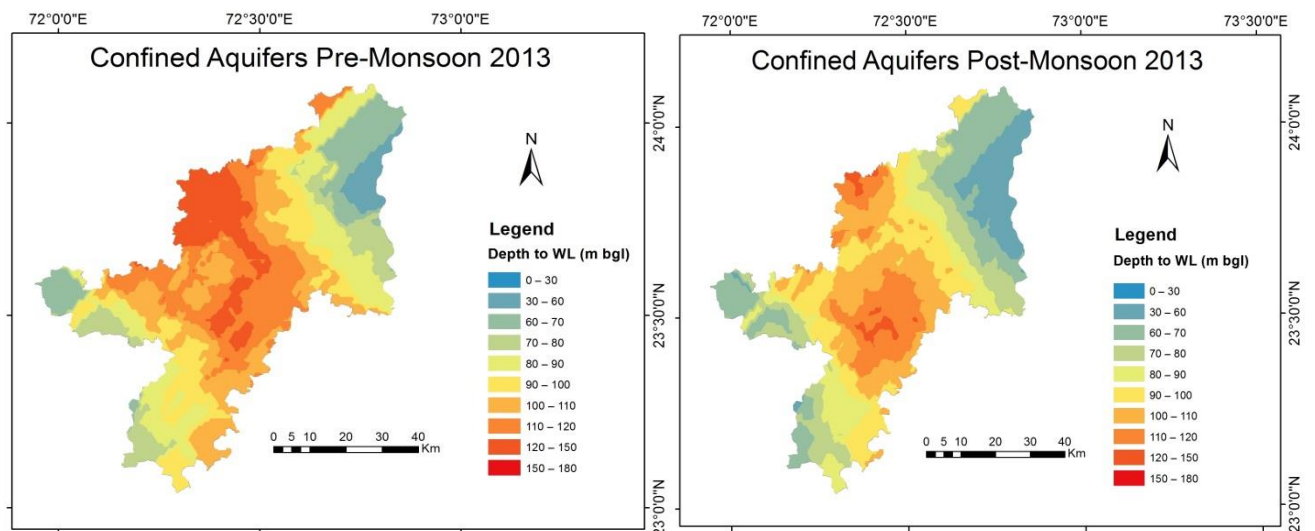 72°0'0"E 72°30'0"E 73°0'0"E
Confined Aquifers Pre-Monsoon 2013
N
Legend
Depth to WL (m bgl)
0 – 30
30 – 60
60 – 70
70 – 80
80 – 90
90 – 100
100 – 110
110 – 120
120 – 150
150 – 180
0 5 10 20 30 40
Km
24°0'0"N
23°30'0"N
23°0'0"N
72°0'0"E 72°30'0"E 73°0'0"E 73°30'0"E
Confined Aquifers Post-Monsoon 2013
N
Legend
Depth to WL (m bgl)
0 – 30
30 – 60
60 – 70
70 – 80
80 – 90
90 – 100
100 – 110
110 – 120
120 – 150
150 – 180
0 5 10 20 30 40
Km
24°0'0"N
23°30'0"N
23°0'0"N